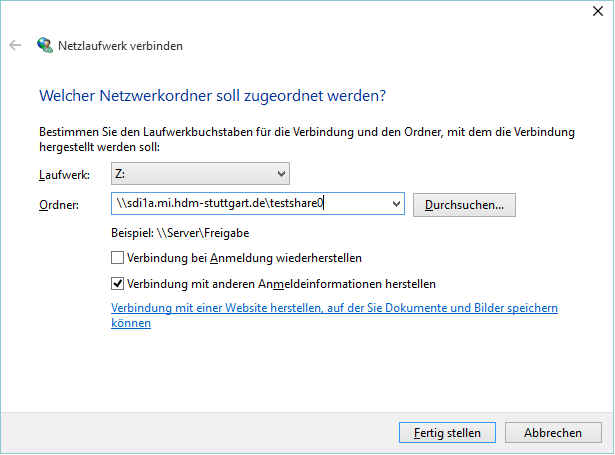 Netzlaufwerk verbinden
Welcher Netzwerkordner soll zugeordnet werden?
Bestimmen Sie den Laufwerkbuchstaben für die Verbindung und den Ordner, mit dem die Verbindung
hergestellt werden soll:
Laufwerk: Z:
Ordner: \\sdi1a.mi.hdm-stuttgart.de\testshare0 Durchsuchen...
Beispiel: \\Server\Freigabe
Verbindung bei Anmeldung wiederherstellen
Verbindung mit anderen Anmeldeinformationen herstellen
Verbindung mit einer Website herstellen, auf der Sie Dokumente und Bilder speichern
können
Fertig stellen Abbrechen